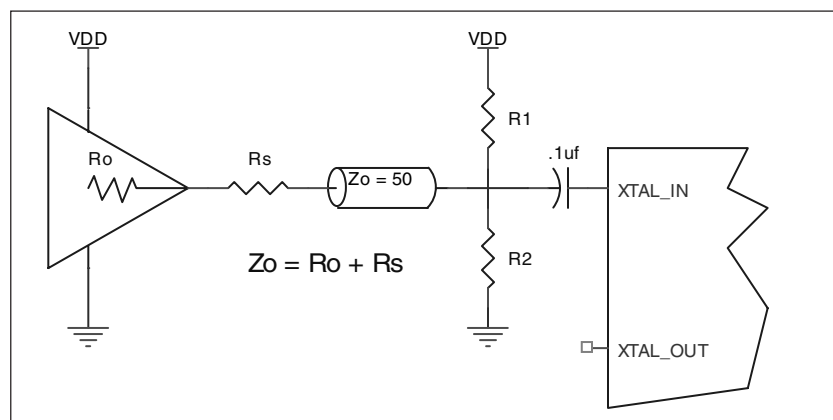 VDD
VDD
R1
Ro
Rs
.1uf
Zo = 50
XTAL_IN
Zo = Ro + Rs
R2
XTAL_OUT